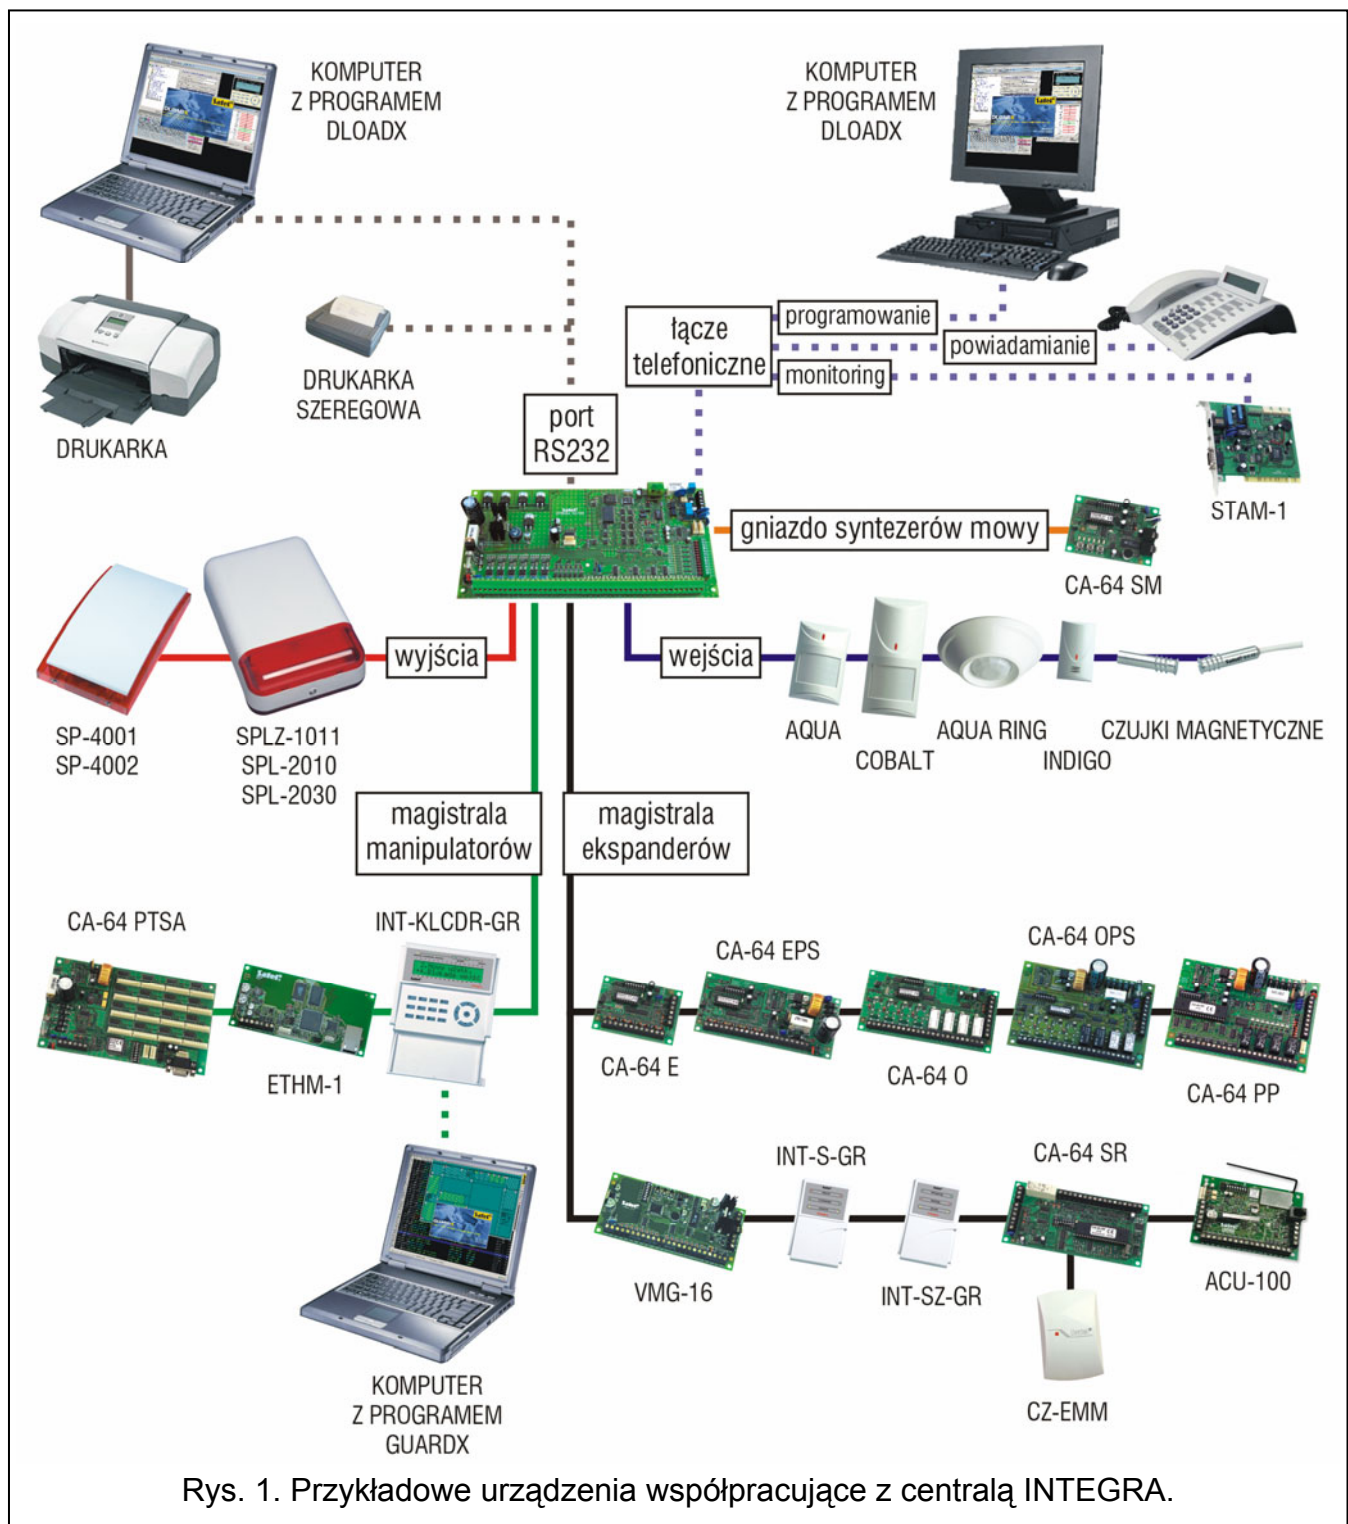 KOMPUTER
Z PROGRAMEM
DLOADX
KOMPUTER
Z PROGRAMEM
DLOADX
DRUKARKA
DRUKARKA
SZEREGOWA
port
RS232
łącze
telefoniczne
programowanie
powiadamianie
monitoring
STAM-1
gniazdo syntezerów mowy
CA-64 SM
wyjścia
wejścia
SP-4001
SP-4002
SPLZ-1011
SPL-2010
SPL-2030
AQUA
COBALT
AQUA RING
INDIGO
CZUJKI MAGNETYCZNE
magistrala
manipulatorów
magistrala
ekspanderów
CA-64 PTSA
ETHM-1
INT-KLCDR-GR
CA-64 E
CA-64 EPS
CA-64 O
CA-64 OPS
CA-64 PP
VMG-16
INT-S-GR
INT-SZ-GR
CA-64 SR
ACU-100
CZ-EMM
KOMPUTER
Z PROGRAMEM
GUARDX
Rys. 1. Przykładowe urządzenia współpracujące z centralą INTEGRA.